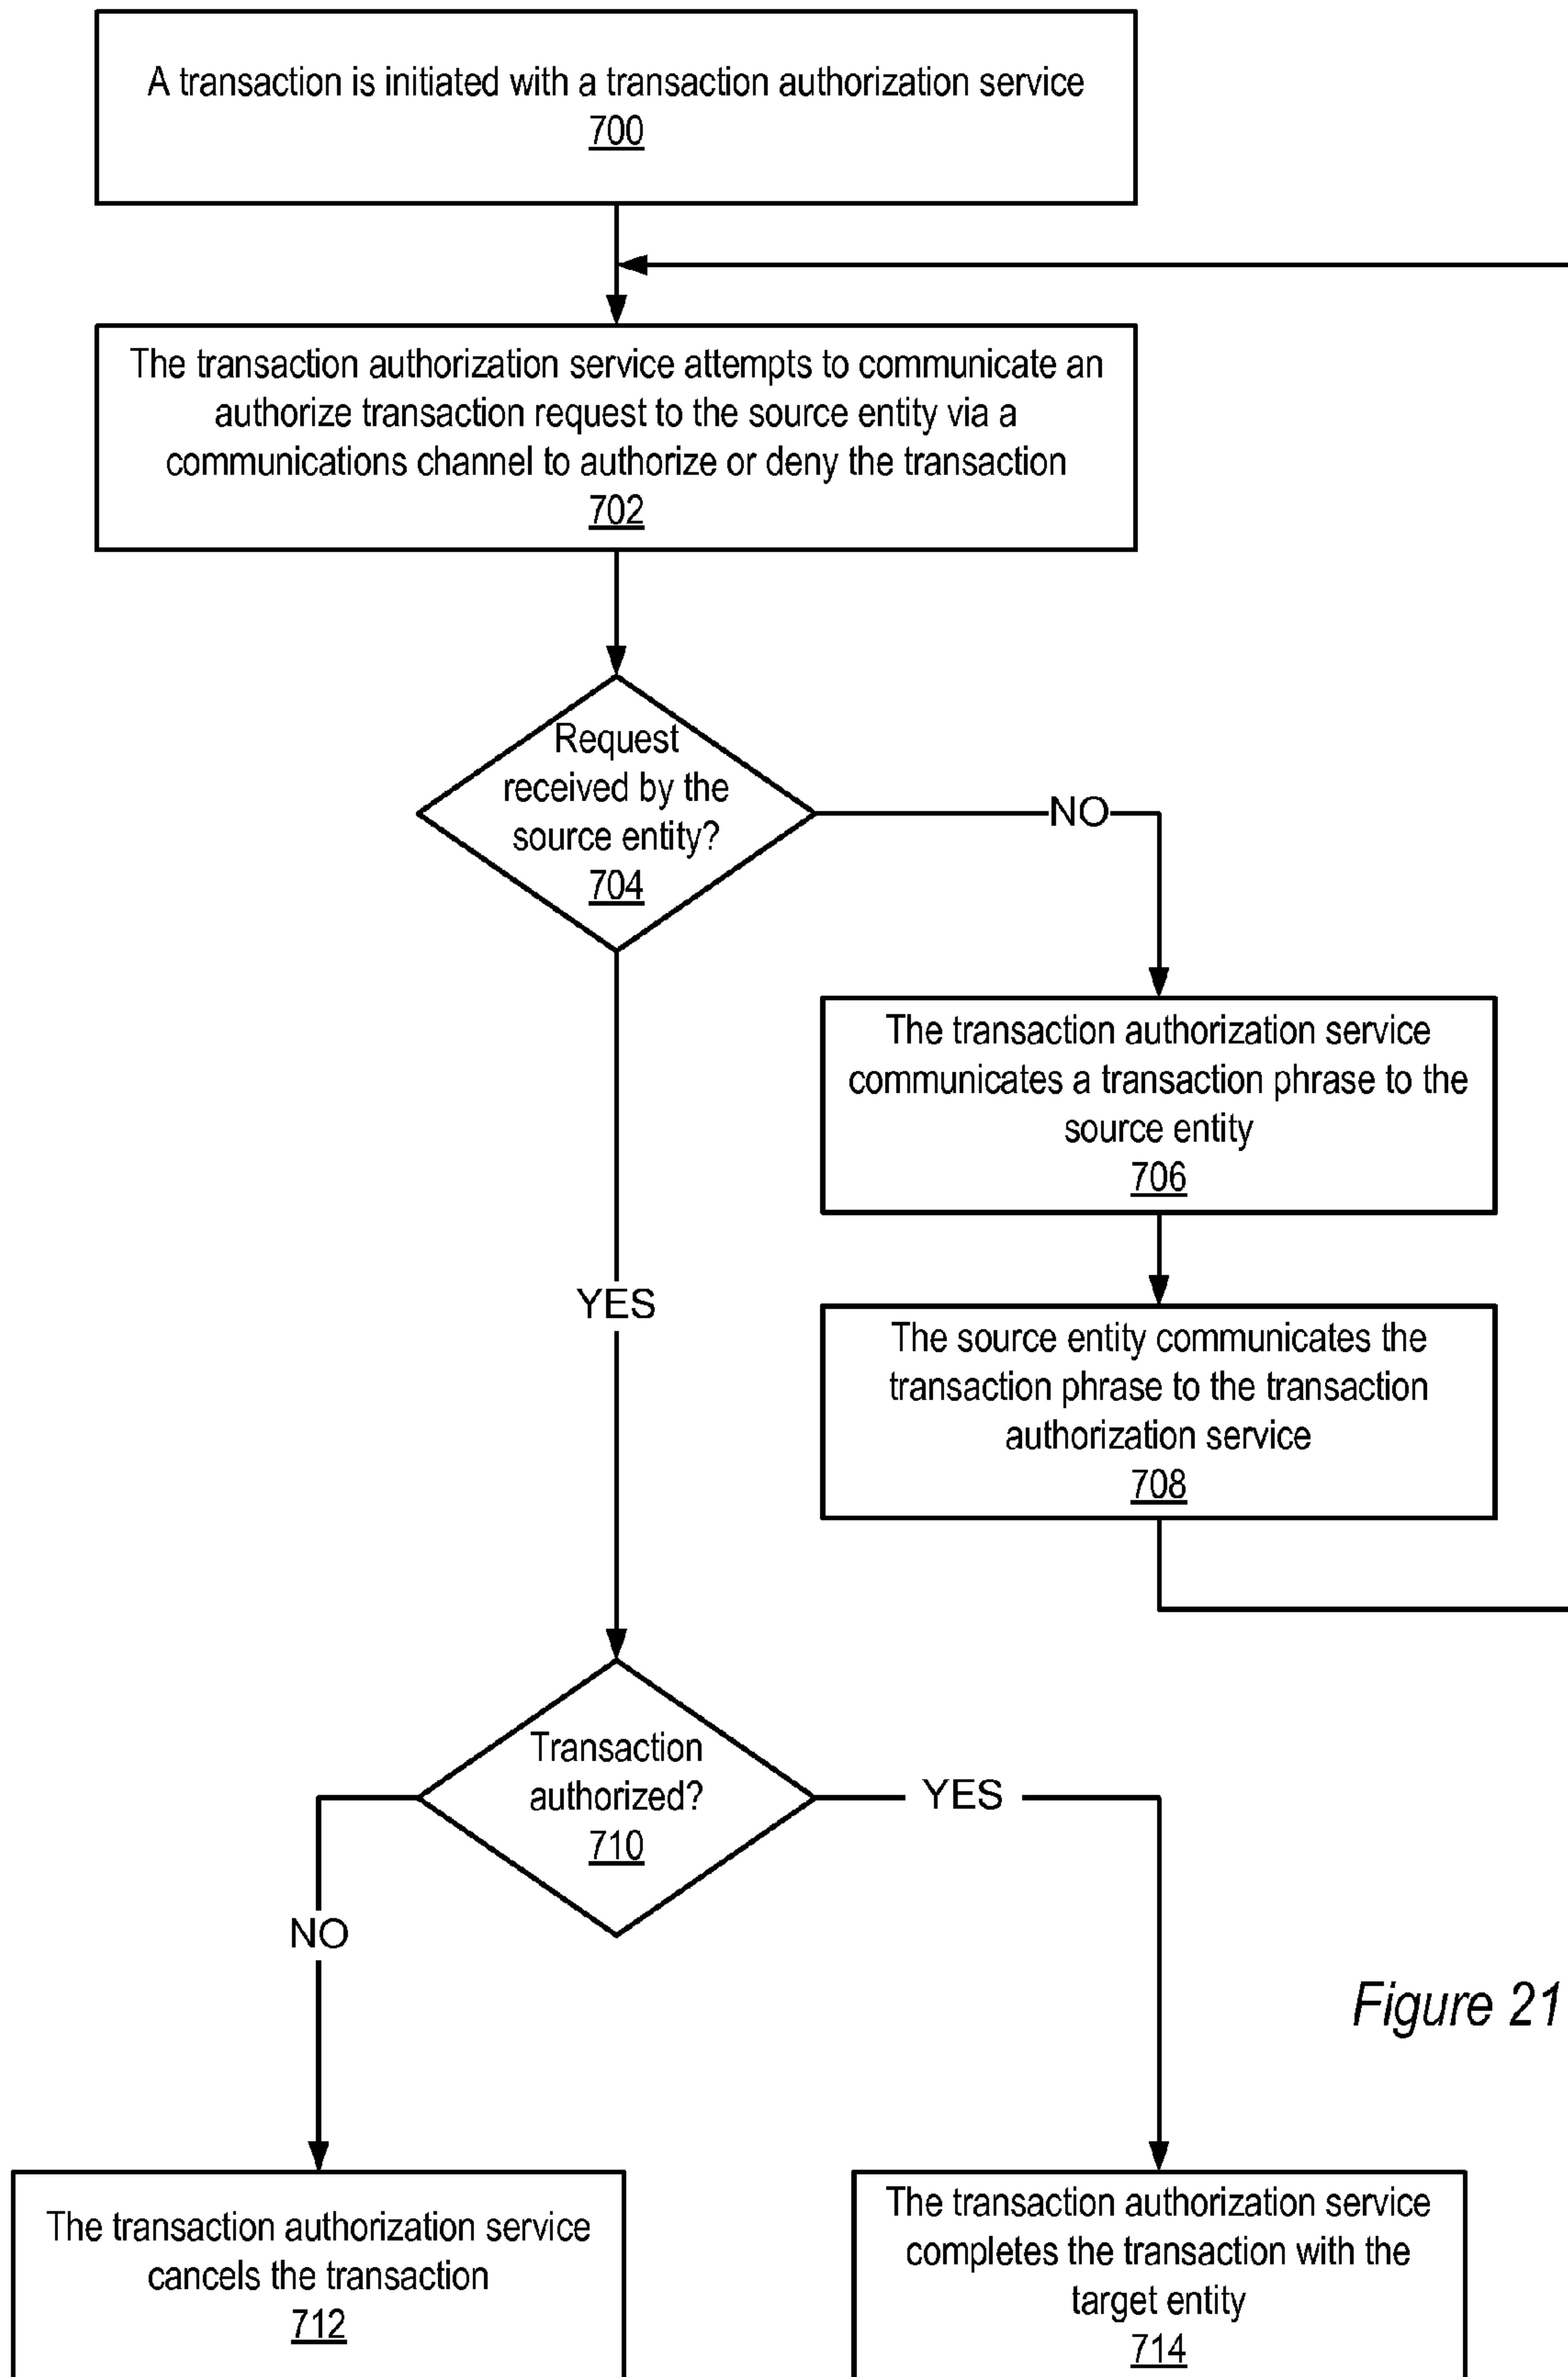 A transaction is initiated with a transaction authorization service
700
The transaction authorization service attempts to communicate an
authorize transaction request to the source entity via a
communications channel to authorize or deny the transaction
702
Request
received by the
source entity?
704
NO
The transaction authorization service
communicates a transaction phrase to the
source entity
706
YES
The source entity communicates the
transaction phrase to the transaction
authorization service
708
Transaction
authorized?
710
YES
NO
Figure 21
The transaction authorization service
cancels the transaction
712
The transaction authorization service
completes the transaction with the
target entity
714